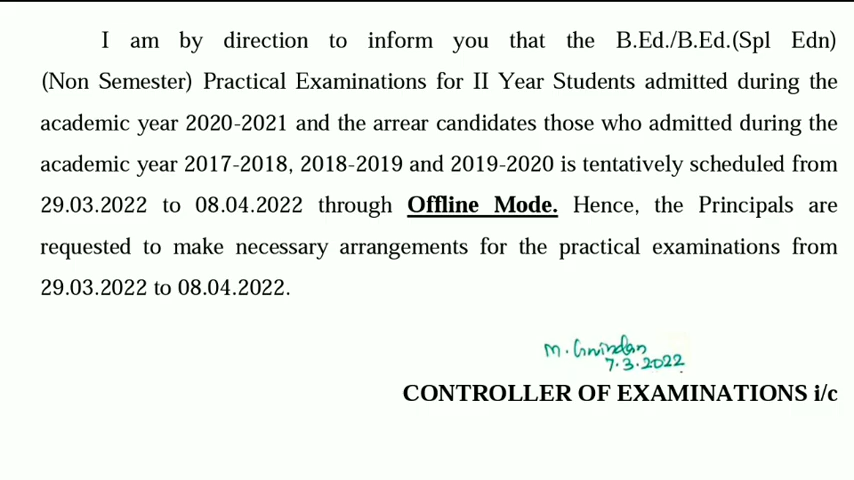 I am by direction to inform you that the B.Ed./B.Ed.(Spl Edn)
(Non Semester) Practical Examinations for II Year Students admitted during the
academic year 2020-2021 and the arrear candidates those who admitted during the
academic year 2017-2018, 2018-2019 and 2019-2020 is tentatively scheduled from
29.03.2022 to 08.04.2022 through Offline Mode. Hence, the Principals are
requested to make necessary arrangements for the practical examinations from
29.03.2022 to 08.04.2022.
M. Govindan
7.3.2022
CONTROLLER OF EXAMINATIONS i/c